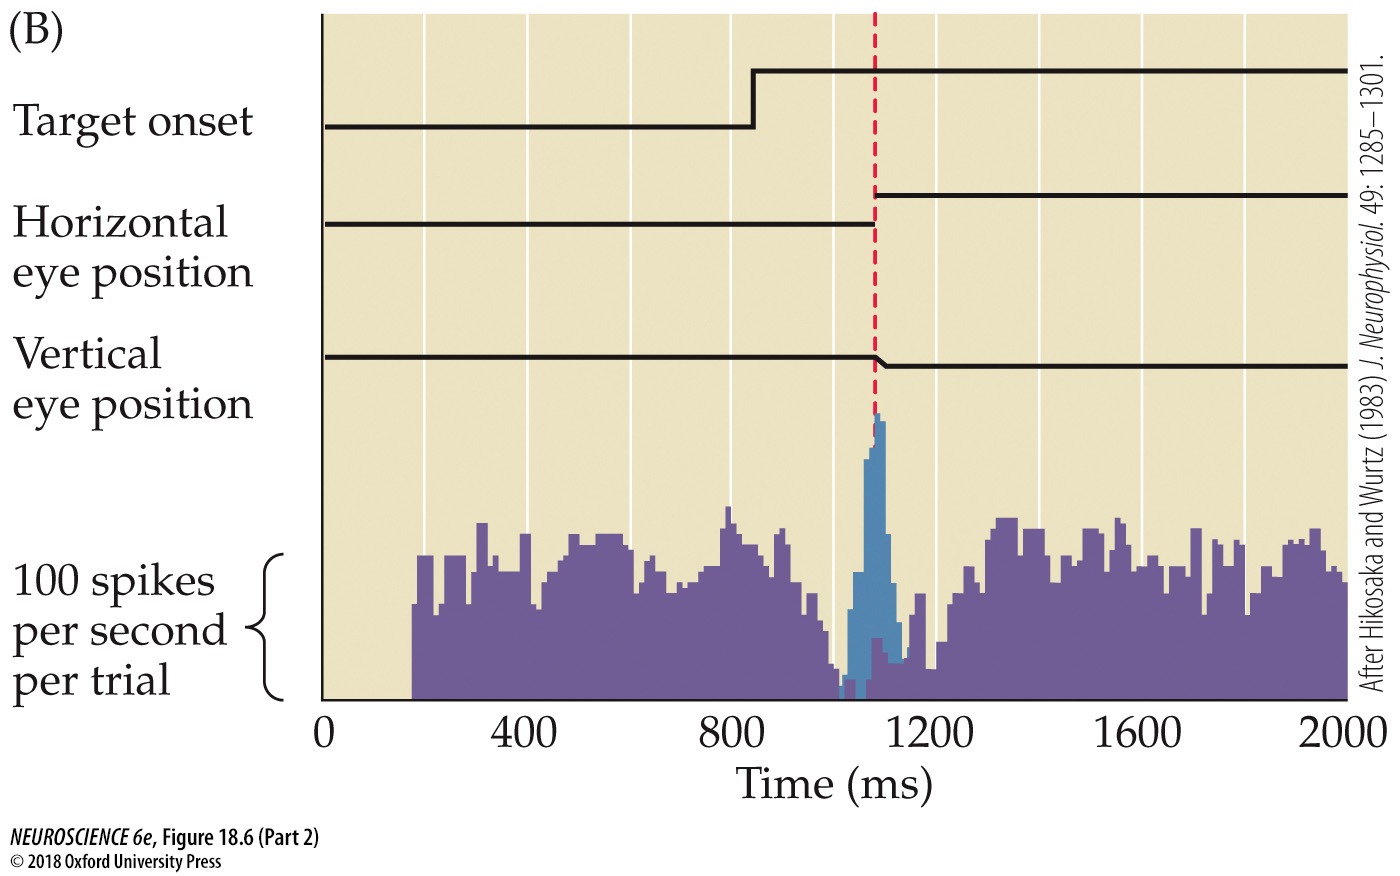 (B)
Target onset
Horizontal
eye position
Vertical
eye position
100 spikes
per second
per trial
0 400 800 1200 1600 2000
Time (ms)
After Hikosaka and Wurtz (1983) J. Neurophysiol. 49: 1285–1301.
NEUROSCIENCE 6e, Figure 18.6 (Part 2)
© 2018 Oxford University Press